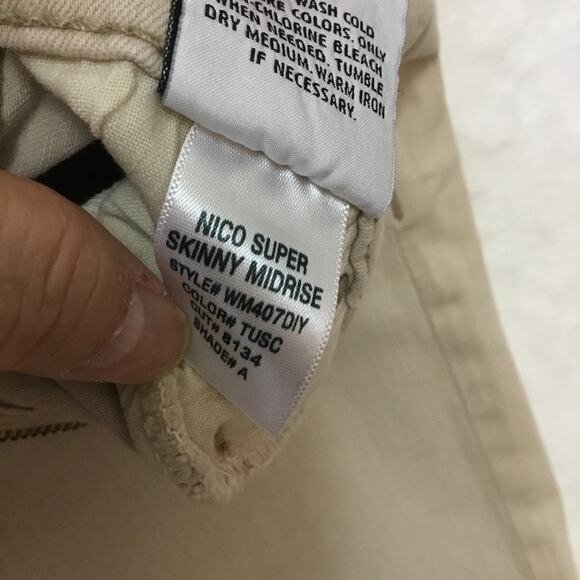 WASH COLD
COLORS. ONLY
CHLORINE BLEACH
WHEN NEEDED. TUMBLE
DRY MEDIUM. WARM IRON
IF NECESSARY.
NICO SUPER
SKINNY MIDRISE
STYLE# WM407DIY
COLOR# TUSC
CUT# 8134
SHADE# A